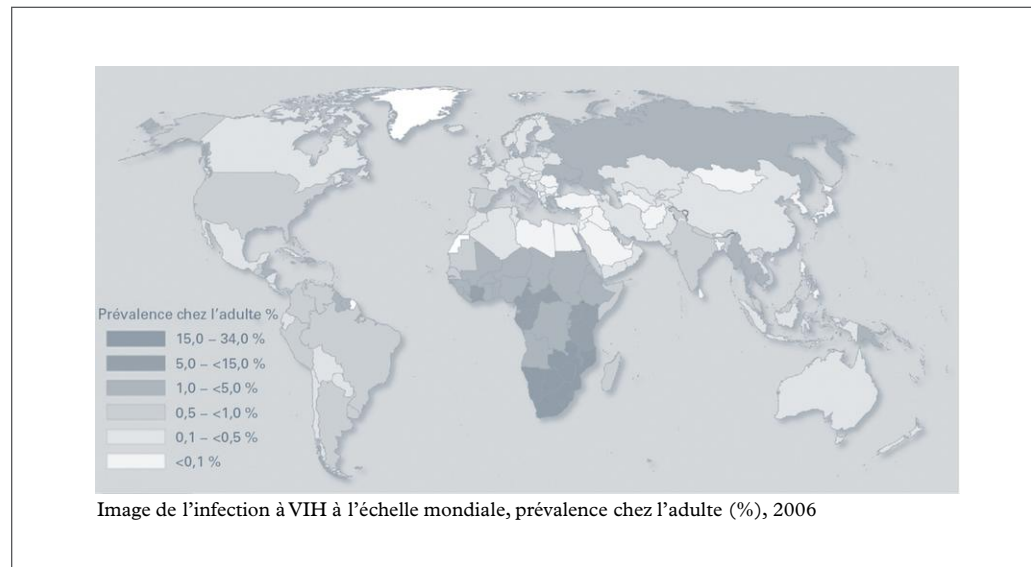 Prévalence chez l'adulte %
15,0 – 34,0 %
5,0 – <15,0 %
1,0 – <5,0 %
0,5 – <1,0 %
0,1 – <0,5 %
<0,1 %
Image de l'infection à VIH à l'échelle mondiale, prévalence chez l'adulte (%), 2006